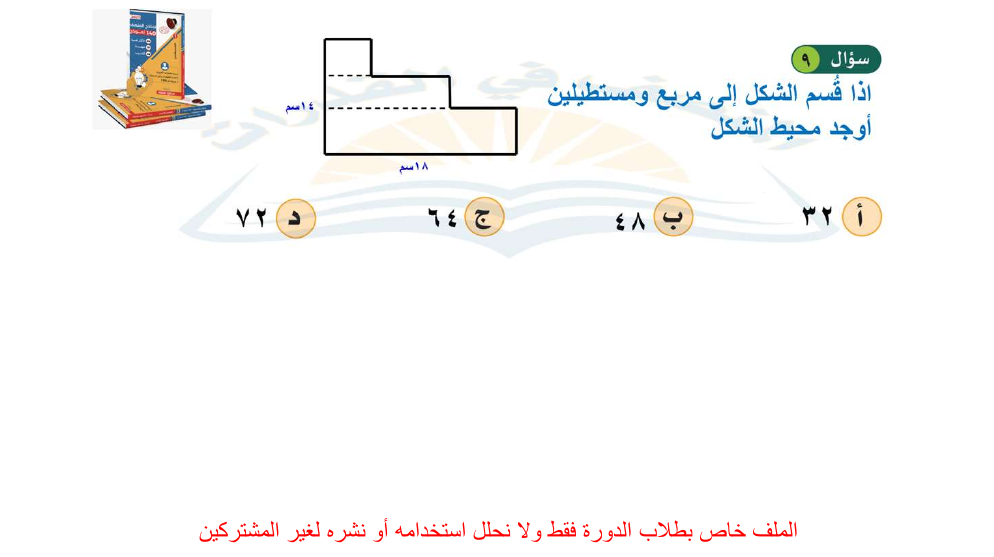 سؤال ٩
اذا قُسم الشكل إلى مربع ومستطيلين
أوجد محيط الشكل
١٤سم
١٨سم
أ ٣٢
ب ٤٨
ج ٦٤
د ٧٢
الملف خاص بطلاب الدورة فقط ولا نحلل استخدامه أو نشره لغير المشتركين